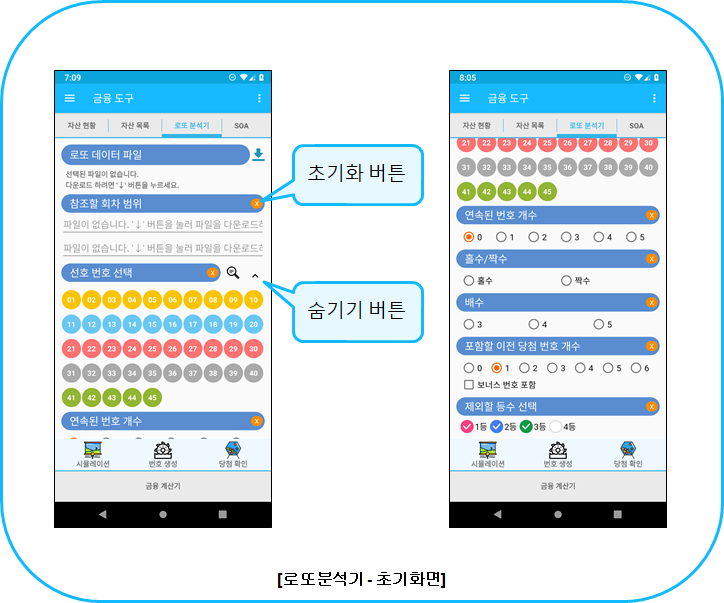 7:09
금융 도구
자산 현황
자산 목록
로또 분석기
SOA
로또 데이터 파일
선택된 파일이 없습니다.
다운로드 하려면 '↓' 버튼을 누르세요.
참조할 회차 범위 X
파일이 없습니다. '↓' 버튼을 눌러 파일을 다운로드하
파일이 없습니다. '↓' 버튼을 눌러 파일을 다운로드하
선호 번호 선택 X
01 02 03 04 05 06 07 08 09 10
11 12 13 14 15 16 17 18 19 20
21 22 23 24 25 26 27 28 29 30
31 32 33 34 35 36 37 38 39 40
41 42 43 44 45
연속된 번호 개수 X
시뮬레이션
번호 생성
당첨 확인
금융 계산기
초기화 버튼
숨기기 버튼
8:05
금융 도구
자산 현황
자산 목록
로또 분석기
SOA
21 22 23 24 25 26 27 28 29 30
31 32 33 34 35 36 37 38 39 40
41 42 43 44 45
연속된 번호 개수 X
0 1 2 3 4 5
홀수/짝수 X
홀수 짝수
배수 X
3 4 5
포함할 이전 당첨 번호 개수 X
0 1 2 3 4 5 6
보너스 번호 포함
제외할 등수 선택 X
1등 2등 3등 4등
시뮬레이션
번호 생성
당첨 확인
금융 계산기
[로또분석기 - 초기화면]